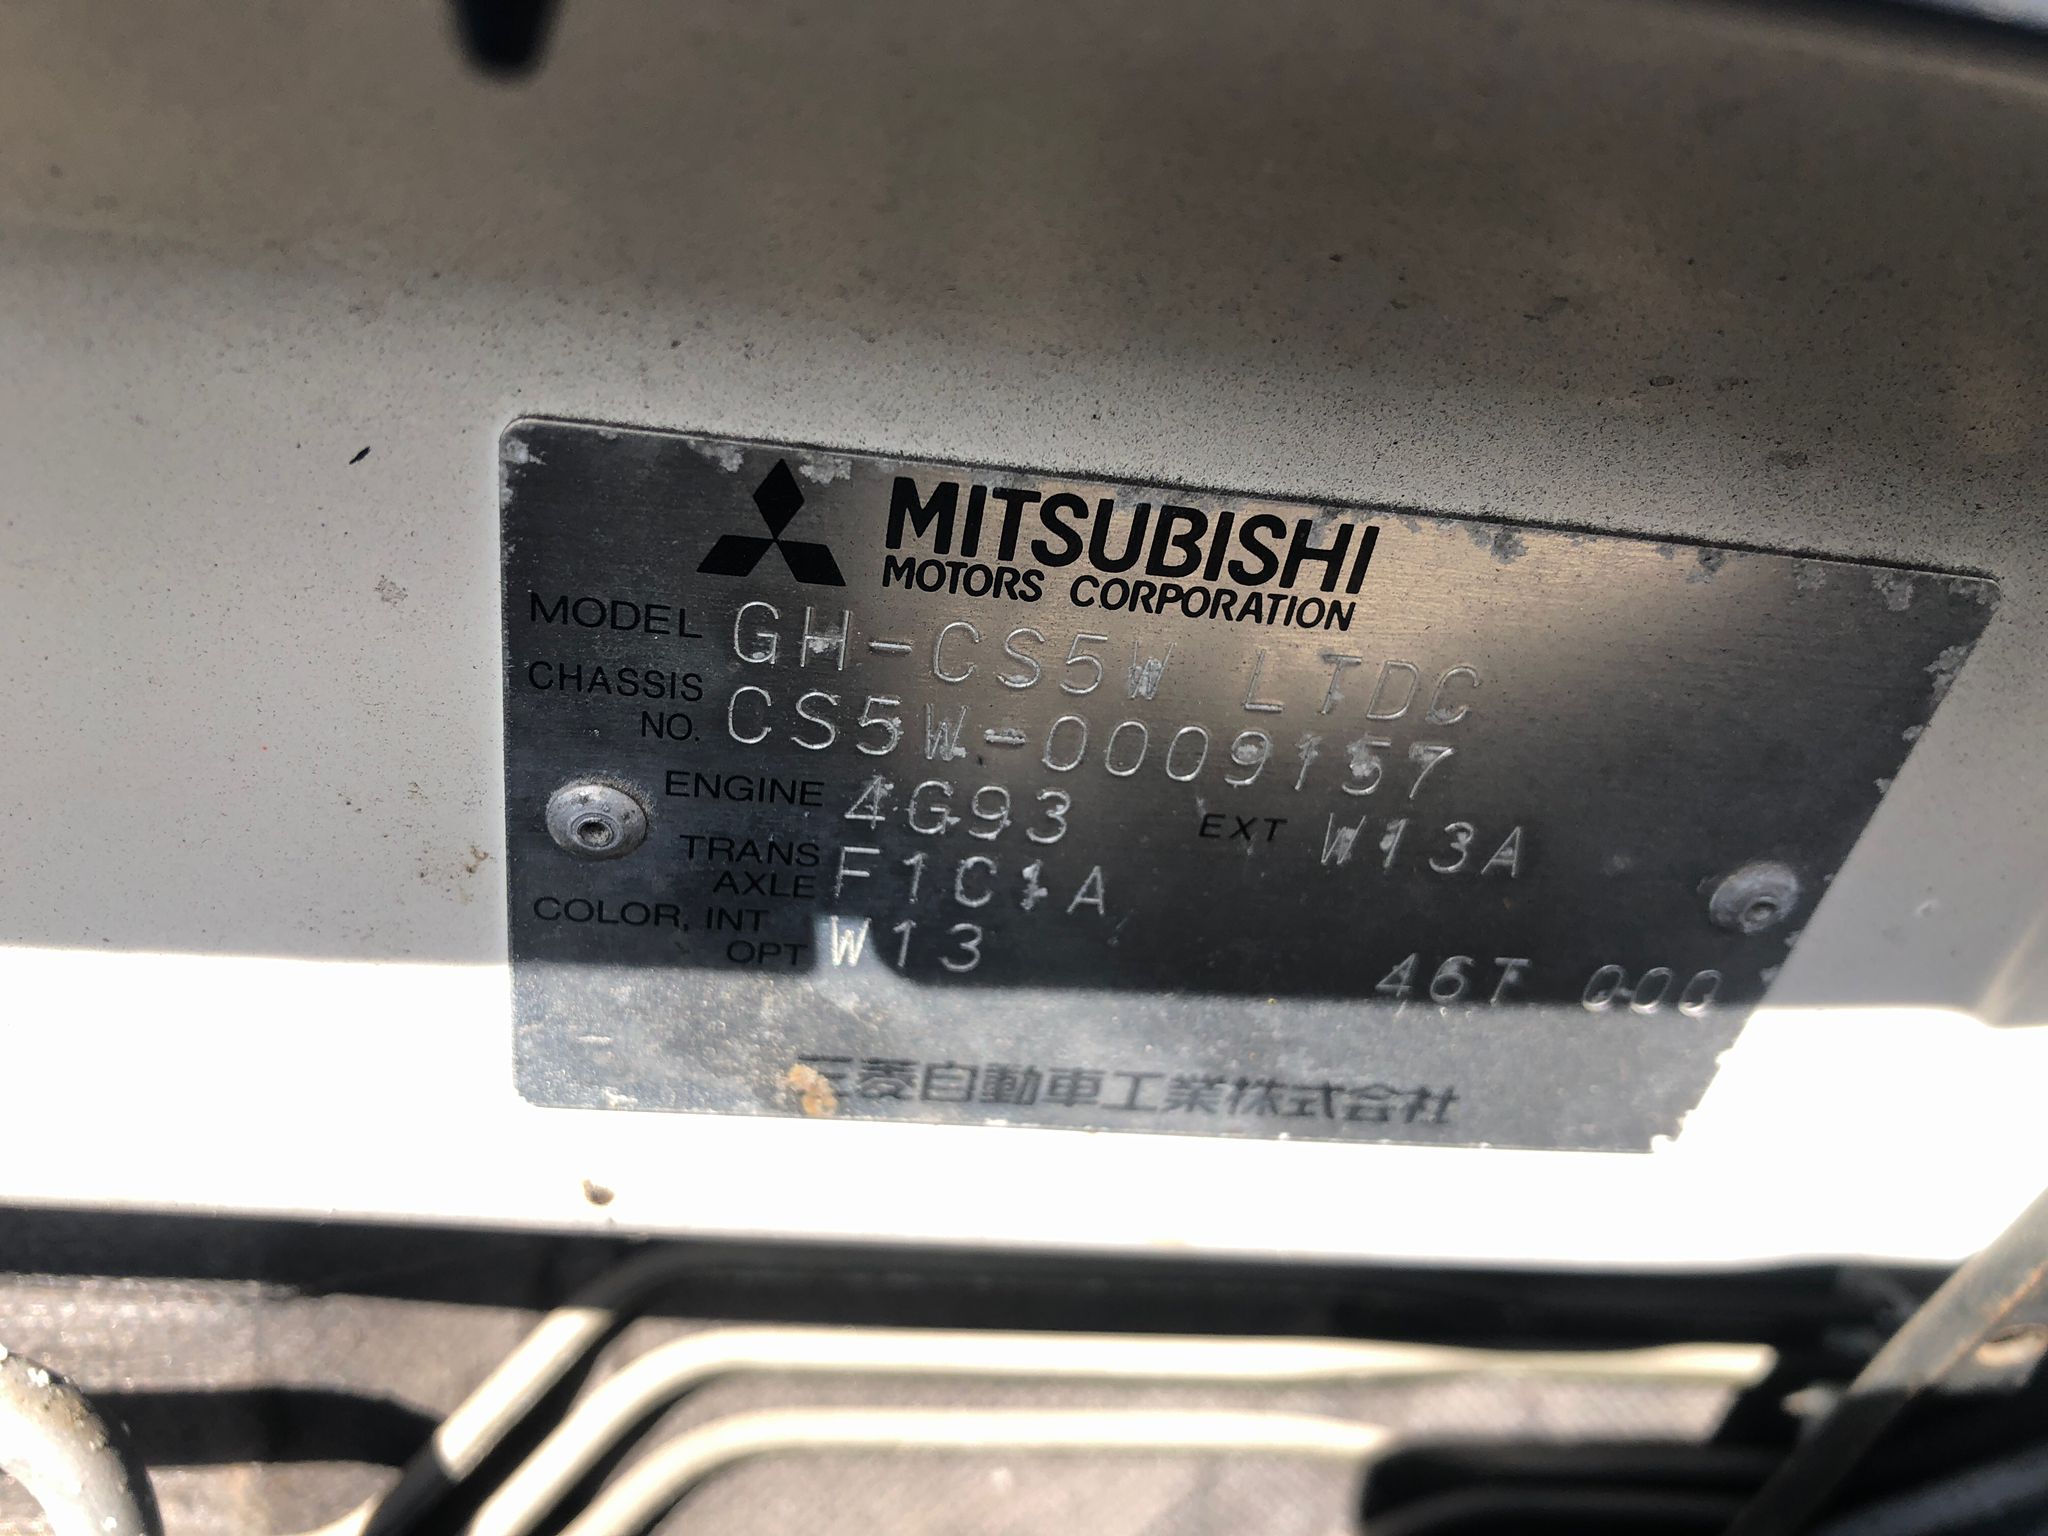 MITSUBISHI
MOTORS CORPORATION
MODEL GH-CS5W LTDC
CHASSIS NO. CS5W-0009157
ENGINE 4G93 EXT W13A
TRANS AXLE F1C1A
COLOR, INT OPT W13 46T 000
三菱自動車工業株式会社